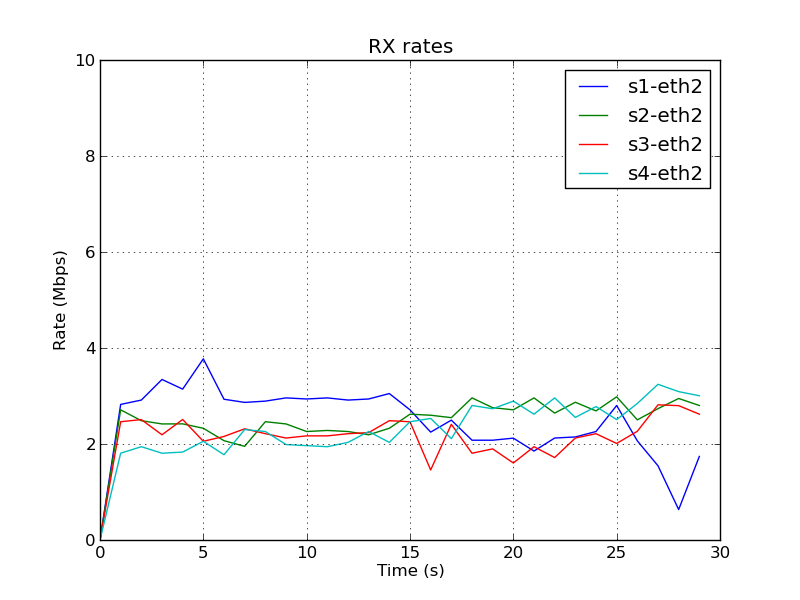 RX rates
10
8
6
4
2
0
Rate (Mbps)
s1-eth2
s2-eth2
s3-eth2
s4-eth2
0 5 10 15 20 25 30
Time (s)